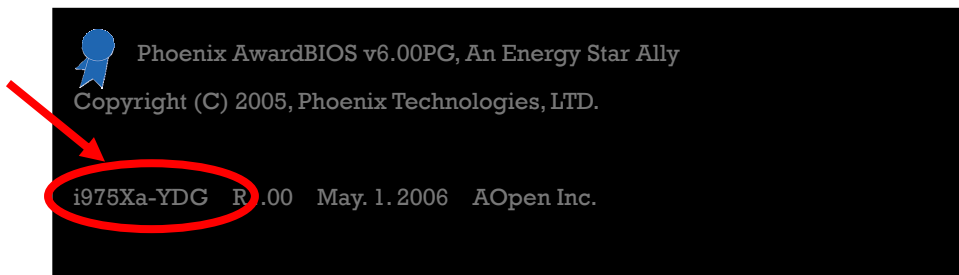 Phoenix AwardBIOS v6.00PG, An Energy Star Ally
Copyright (C) 2005, Phoenix Technologies, LTD.
i975Xa-YDG May. 1. 2006 AOpen Inc.